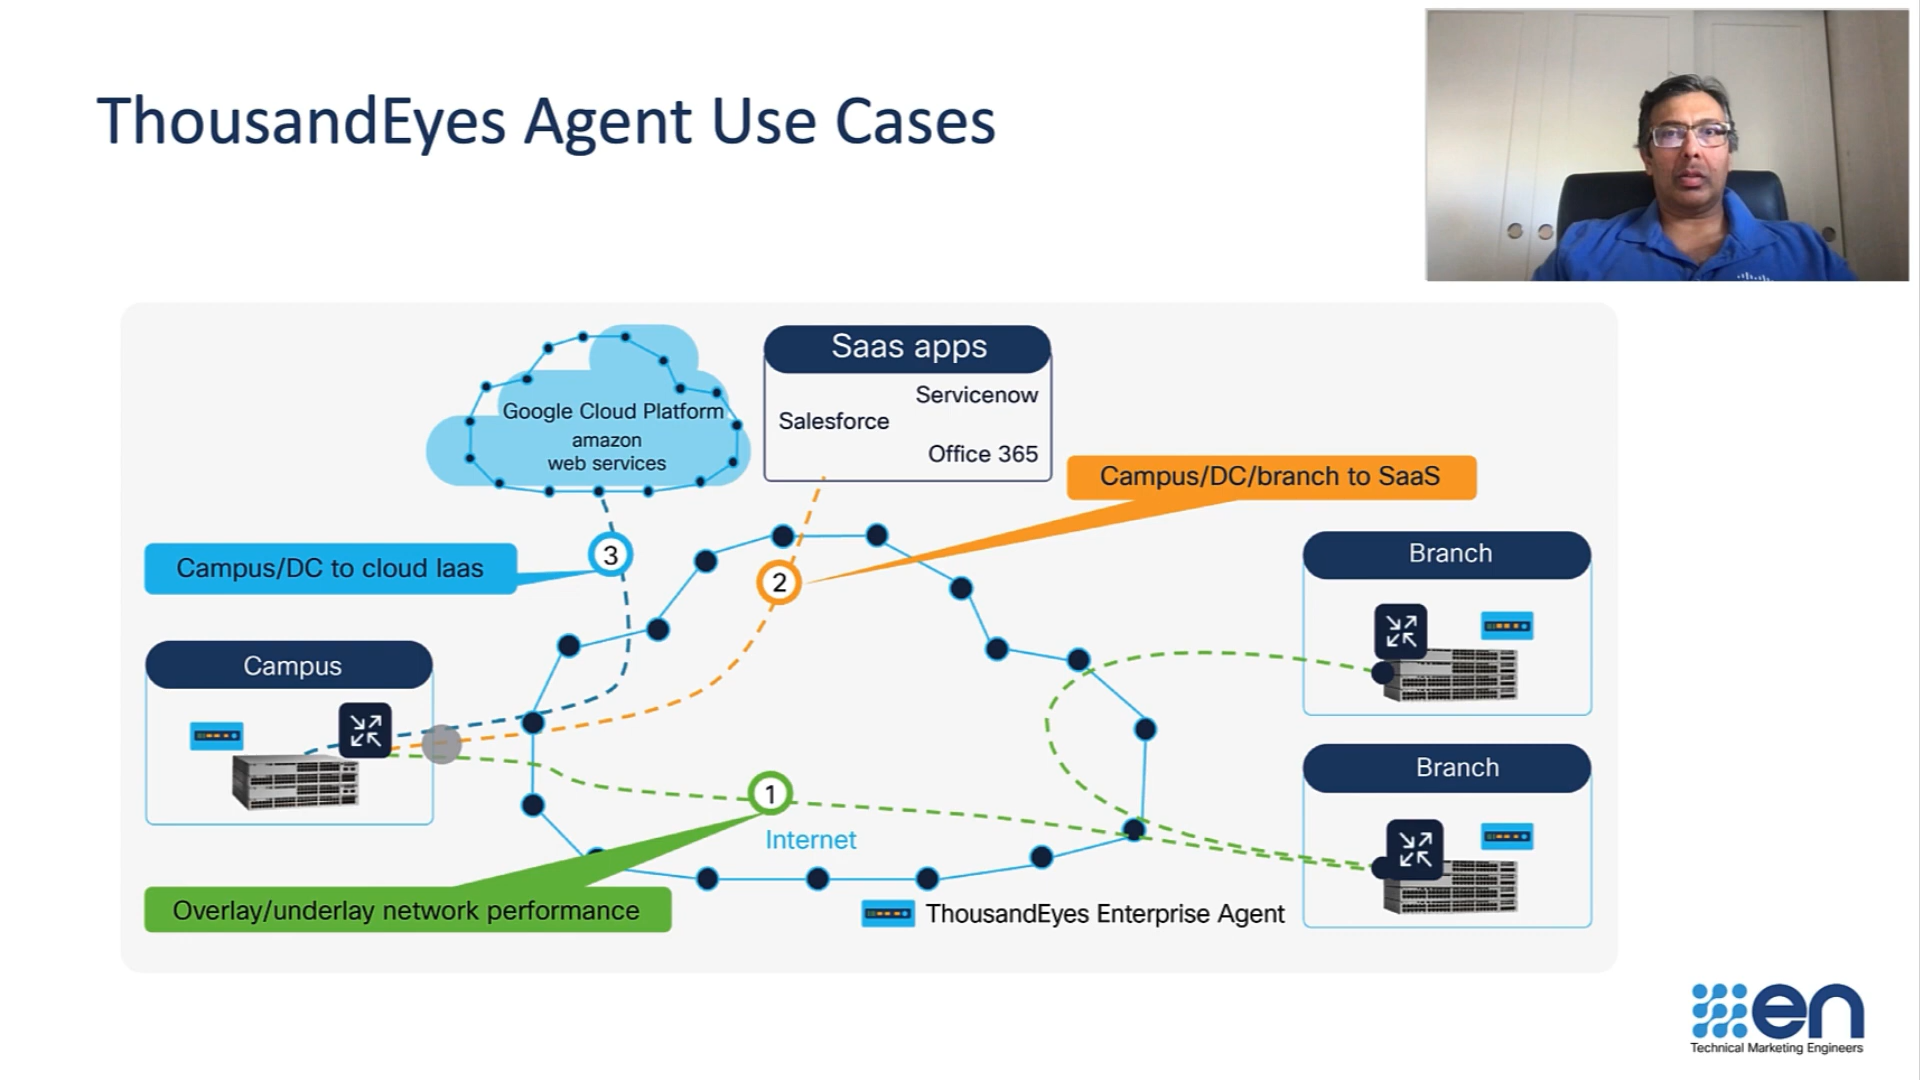 ThousandEyes Agent Use Cases
Saas apps
Servicenow
Salesforce
Office 365
Google Cloud Platform
amazon
web services
Campus/DC/branch to SaaS
3
Campus/DC to cloud Iaas
2
Branch
Campus
Branch
1
Internet
Overlay/underlay network performance
ThousandEyes Enterprise Agent
en
Technical Marketing Engineers